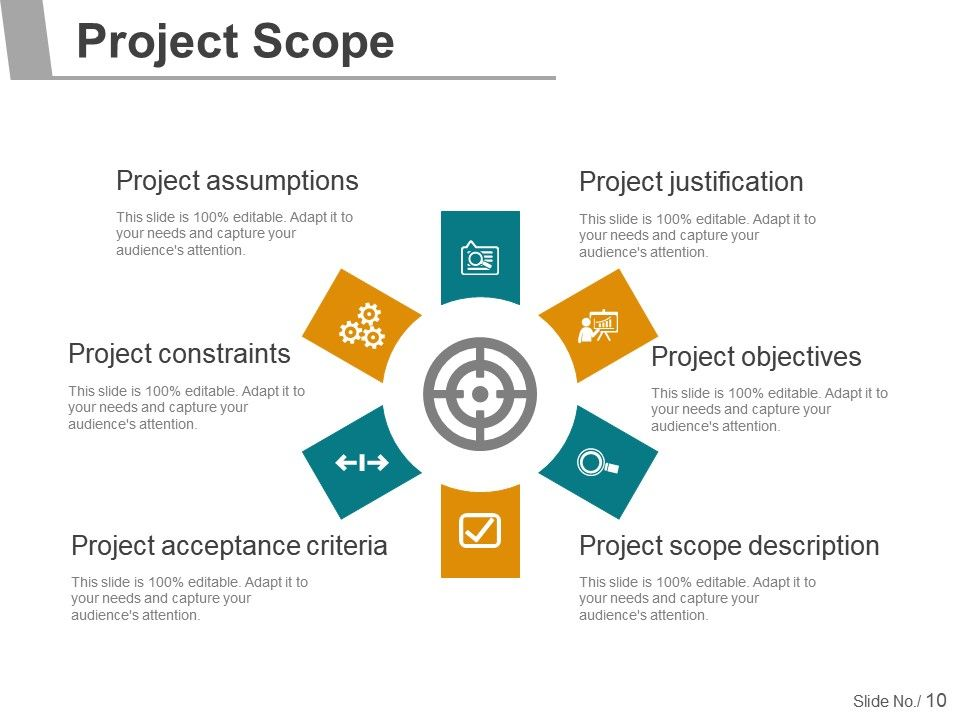 Project Scope
Project assumptions
This slide is 100% editable. Adapt it to
your needs and capture your
audience's attention.
Project justification
This slide is 100% editable. Adapt it to
your needs and capture your
audience's attention.
Project constraints
This slide is 100% editable. Adapt it to
your needs and capture your
audience's attention.
Project objectives
This slide is 100% editable. Adapt it to
your needs and capture your
audience's attention.
Project acceptance criteria
This slide is 100% editable. Adapt it to
your needs and capture your
audience's attention.
Project scope description
This slide is 100% editable. Adapt it to
your needs and capture your
audience's attention.
Slide No./ 10